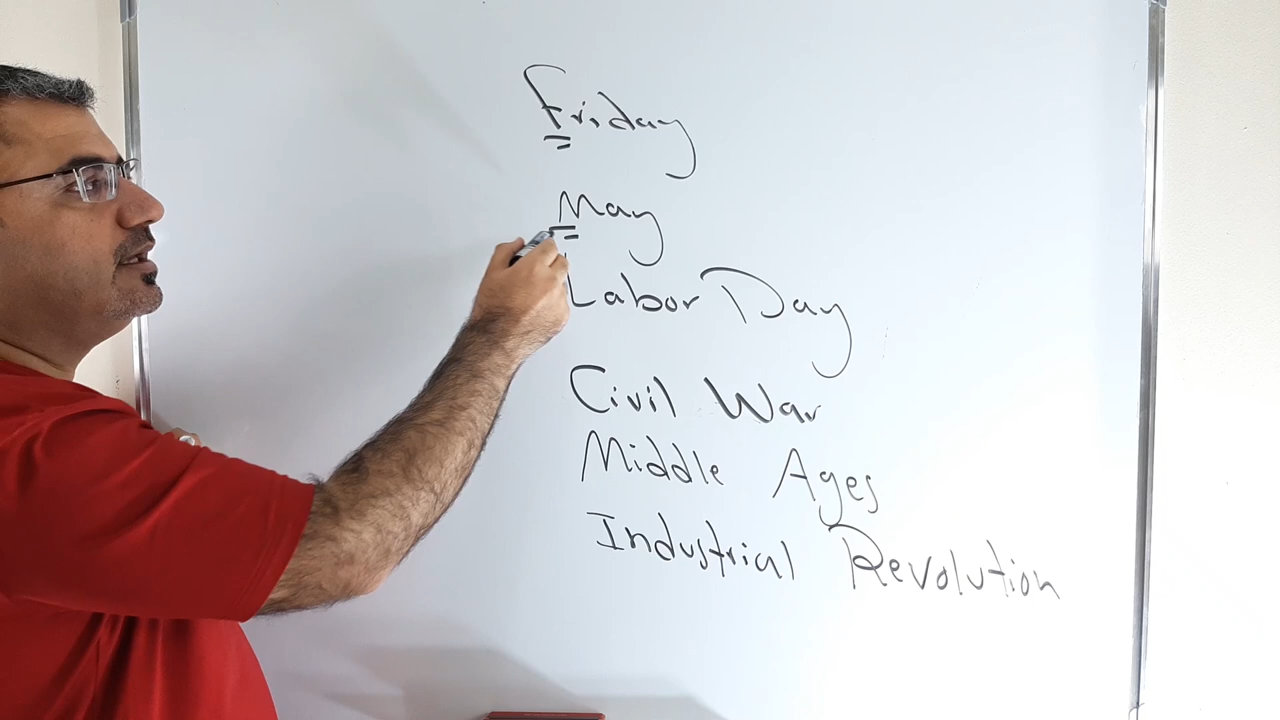 Friday
May
Labor Day
Civil War
Middle Ages
Industrial Revolution